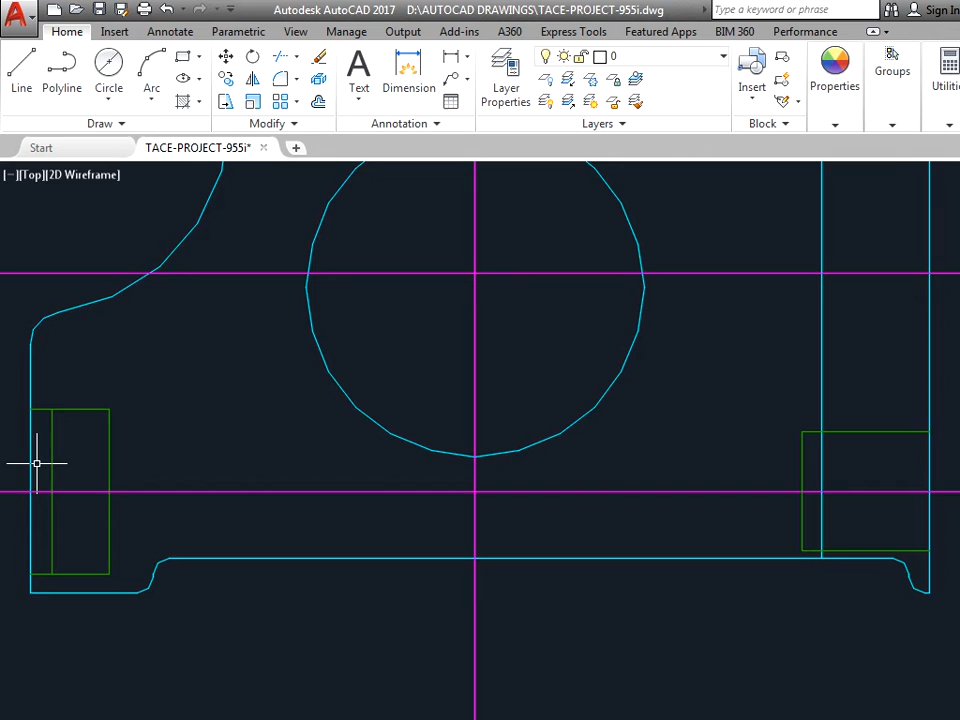 Autodesk AutoCAD 2017 D:\AUTOCAD DRAWINGS\TACE-PROJECT-955i.dwg
Type a keyword or phrase
Sign In
Home Insert Annotate Parametric View Manage Output Add-ins A360 Express Tools Featured Apps BIM 360 Performance
Line Polyline Circle Arc Text Dimension Layer Properties 0 Insert Properties Groups Utiliti
Draw Modify Annotation Layers Block
Start TACE-PROJECT-955i*
[−][Top][2D Wireframe]